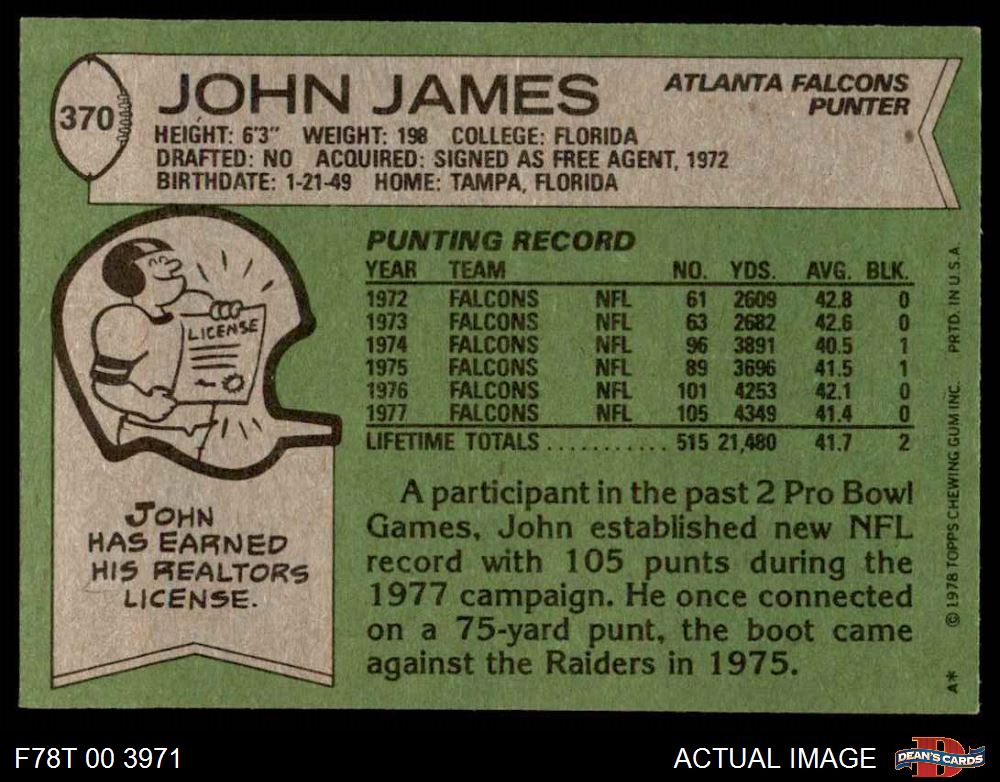 370
JOHN JAMES
ATLANTA FALCONS
PUNTER
HEIGHT: 6'3" WEIGHT: 198 COLLEGE: FLORIDA
DRAFTED: NO ACQUIRED: SIGNED AS FREE AGENT, 1972
BIRTHDATE: 1-21-49 HOME: TAMPA, FLORIDA
LICENSE
JOHN
HAS EARNED
HIS REALTORS
LICENSE.
PUNTING RECORD
YEAR TEAM NO. YDS. AVG. BLK.
1972 FALCONS NFL 61 2609 42.8 0
1973 FALCONS NFL 63 2682 42.6 0
1974 FALCONS NFL 96 3891 40.5 1
1975 FALCONS NFL 89 3696 41.5 1
1976 FALCONS NFL 101 4253 42.1 0
1977 FALCONS NFL 105 4349 41.4 0
LIFETIME TOTALS........... 515 21,480 41.7 2
A participant in the past 2 Pro Bowl
Games, John established new NFL
record with 105 punts during the
1977 campaign. He once connected
on a 75-yard punt, the boot came
against the Raiders in 1975.
A* © 1978 TOPPS CHEWING GUM INC. PRTD. IN U.S.A
F78T 00 3971
ACTUAL IMAGE
D
DEAN'S CARDS